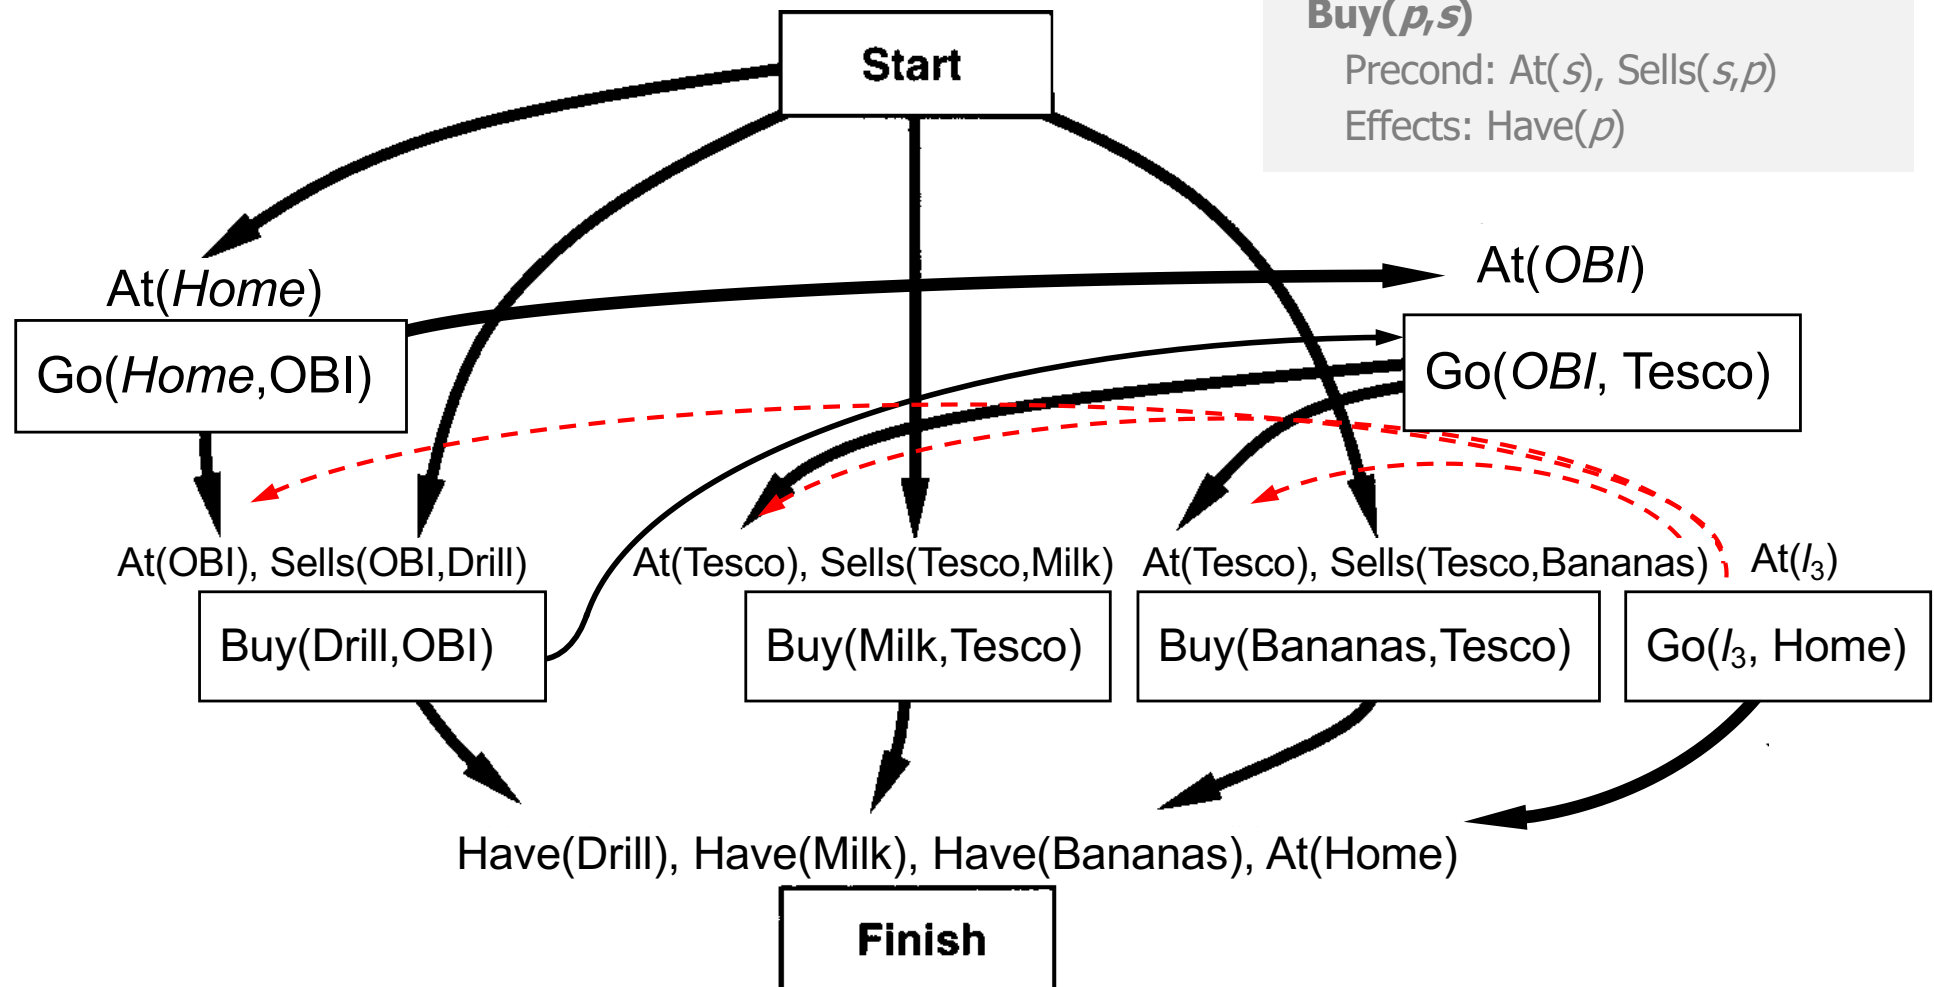 Buy(p,s)
Precond: At(s), Sells(s,p)
Effects: Have(p)
Start
At(Home)
At(OBI)
Go(Home,OBI)
Go(OBI, Tesco)
At(OBI), Sells(OBI,Drill)
At(Tesco), Sells(Tesco,Milk)
At(Tesco), Sells(Tesco,Bananas)
At(l₃)
Buy(Drill,OBI)
Buy(Milk,Tesco)
Buy(Bananas,Tesco)
Go(l₃, Home)
Have(Drill), Have(Milk), Have(Bananas), At(Home)
Finish